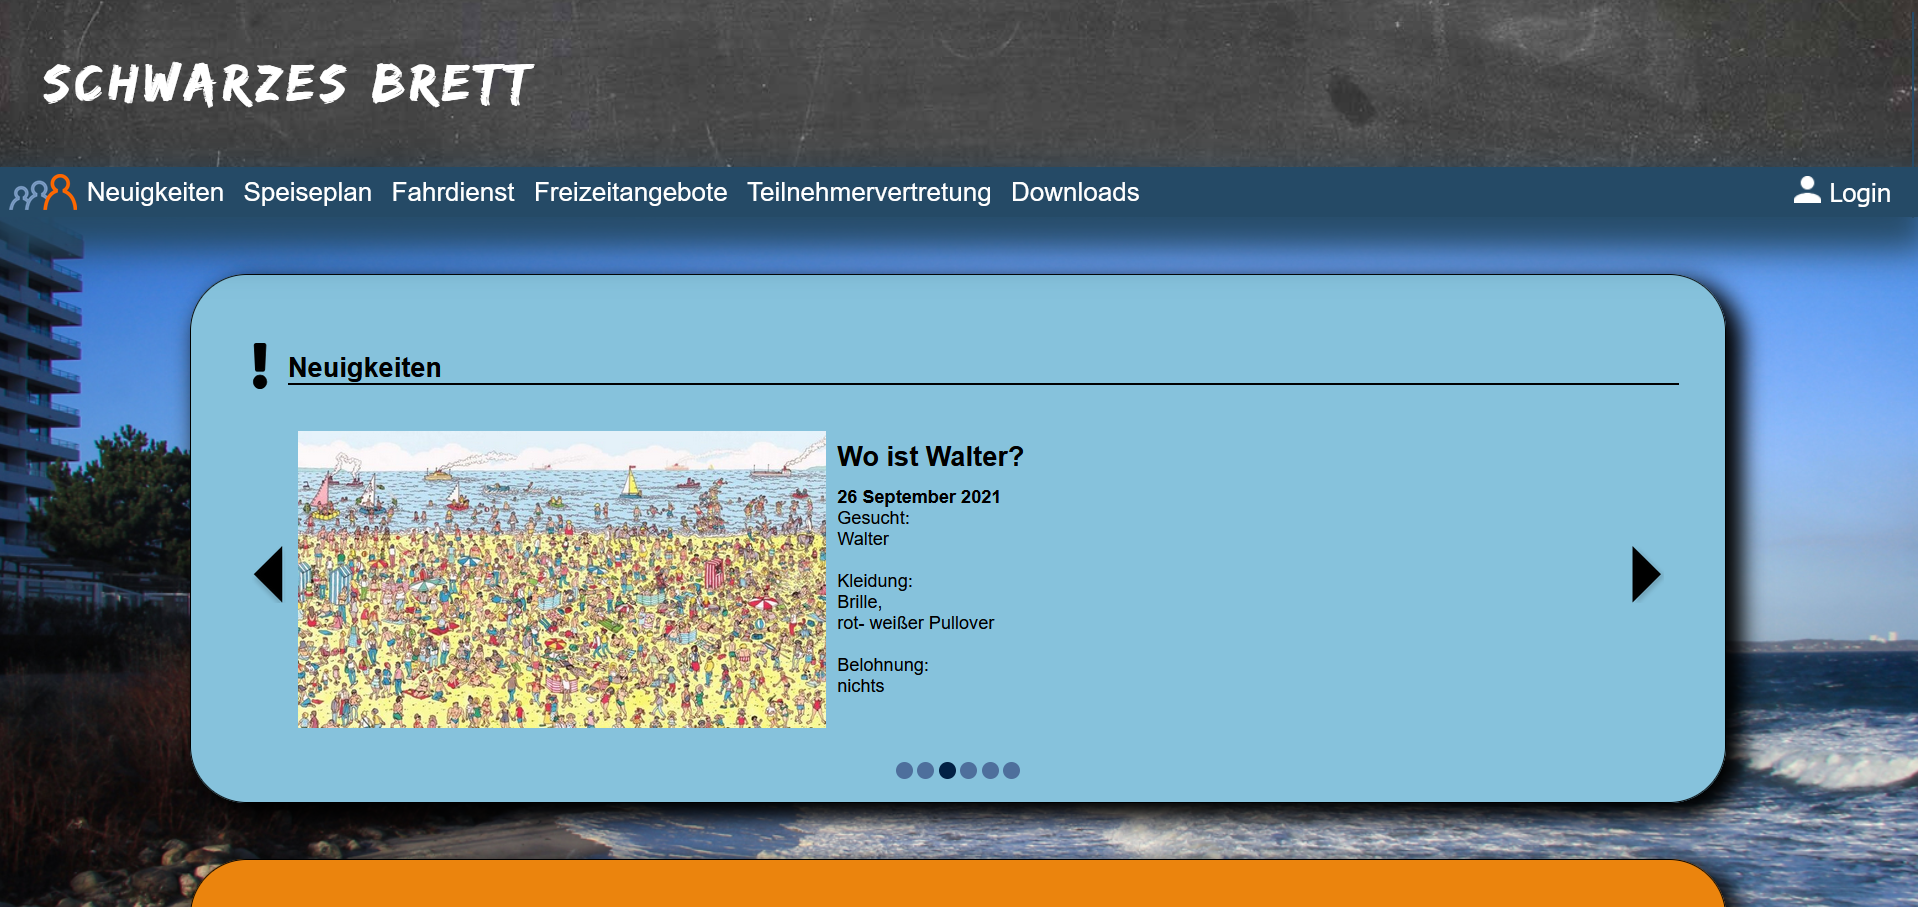 SCHWARZES BRETT
Neuigkeiten Speiseplan Fahrdienst Freizeitangebote Teilnehmervertretung Downloads Login
Neuigkeiten
Wo ist Walter?
26 September 2021
Gesucht:
Walter
Kleidung:
Brille,
rot- weißer Pullover
Belohnung:
nichts